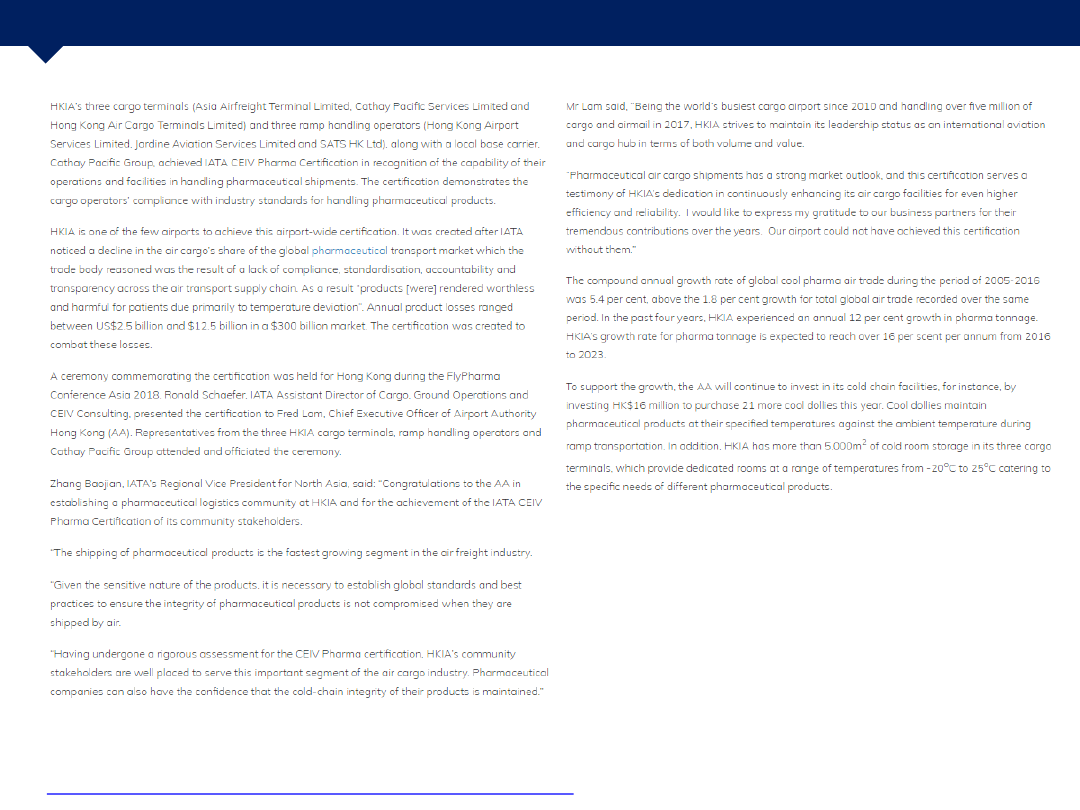 HKIA's three cargo terminals (Asia Airfreight Terminal Limited, Cathay Pacific Services Limited and
Hong Kong Air Cargo Terminals Limited) and three ramp handling operators (Hong Kong Airport
Services Limited, Jardine Aviation Services Limited and SATS HK Ltd), along with a local base carrier,
Cathay Pacific Group, achieved IATA CEIV Pharma Certification in recognition of the capability of their
operations and facilities in handling pharmaceutical shipments. The certification demonstrates the
cargo operators' compliance with industry standards for handling pharmaceutical products.
HKIA is one of the few airports to achieve this airport-wide certification. It was created after IATA
noticed a decline in the air cargo's share of the global pharmaceutical transport market which the
trade body reasoned was the result of a lack of compliance, standardisation, accountability and
transparency across the air transport supply chain. As a result "products [were] rendered worthless
and harmful for patients due primarily to temperature deviation". Annual product losses ranged
between US$2.5 billion and $12.5 billion in a $300 billion market. The certification was created to
combat these losses.
A ceremony commemorating the certification was held for Hong Kong during the FlyPharma
Conference Asia 2018. Ronald Schaefer, IATA Assistant Director of Cargo, Ground Operations and
CEIV Consulting, presented the certification to Fred Lam, Chief Executive Officer of Airport Authority
Hong Kong (AA). Representatives from the three HKIA cargo terminals, ramp handling operators and
Cathay Pacific Group attended and officiated the ceremony.
Zhang Baojian, IATA's Regional Vice President for North Asia, said: "Congratulations to the AA in
establishing a pharmaceutical logistics community at HKIA and for the achievement of the IATA CEIV
Pharma Certification of its community stakeholders.
"The shipping of pharmaceutical products is the fastest growing segment in the air freight industry.
"Given the sensitive nature of the products, it is necessary to establish global standards and best
practices to ensure the integrity of pharmaceutical products is not compromised when they are
shipped by air.
"Having undergone a rigorous assessment for the CEIV Pharma certification, HKIA's community
stakeholders are well placed to serve this important segment of the air cargo industry. Pharmaceutical
companies can also have the confidence that the cold-chain integrity of their products is maintained."
Mr Lam said, "Being the world's busiest cargo airport since 2010 and handling over five million of
cargo and airmail in 2017, HKIA strives to maintain its leadership status as an international aviation
and cargo hub in terms of both volume and value.
"Pharmaceutical air cargo shipments has a strong market outlook, and this certification serves a
testimony of HKIA's dedication in continuously enhancing its air cargo facilities for even higher
efficiency and reliability. I would like to express my gratitude to our business partners for their
tremendous contributions over the years. Our airport could not have achieved this certification
without them."
The compound annual growth rate of global cool pharma air trade during the period of 2005-2016
was 5.4 per cent, above the 1.8 per cent growth for total global air trade recorded over the same
period. In the past four years, HKIA experienced an annual 12 per cent growth in pharma tonnage.
HKIA's growth rate for pharma tonnage is expected to reach over 16 per scent per annum from 2016
to 2023.
To support the growth, the AA will continue to invest in its cold chain facilities, for instance, by
investing HK$16 million to purchase 21 more cool dollies this year. Cool dollies maintain
pharmaceutical products at their specified temperatures against the ambient temperature during
ramp transportation. In addition, HKIA has more than 5,000m² of cold room storage in its three cargo
terminals, which provide dedicated rooms at a range of temperatures from -20°C to 25°C catering to
the specific needs of different pharmaceutical products.